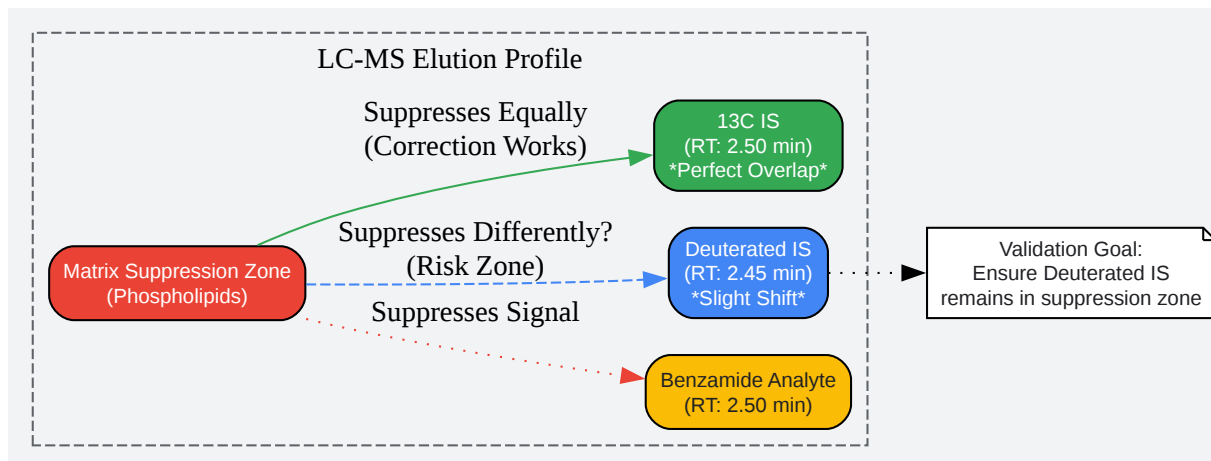 LC-MS Elution Profile
Suppresses Equally
(Correction Works)
13C IS
(RT: 2.50 min)
*Perfect Overlap*
Matrix Suppression Zone
(Phospholipids)
Suppresses Differently?
(Risk Zone)
Deuterated IS
(RT: 2.45 min)
*Slight Shift*
Validation Goal:
Ensure Deuterated IS
remains in suppression zone
Suppresses Signal
Benzamide Analyte
(RT: 2.50 min)